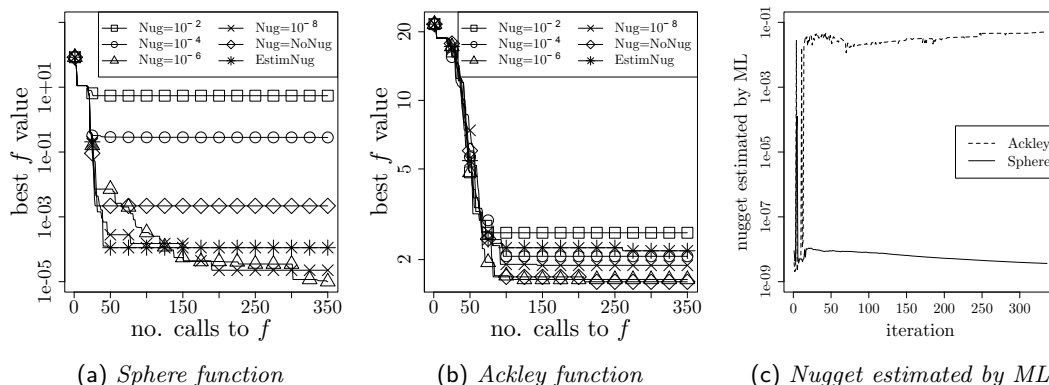 best f value
1e+01
1e-01
1e-03
1e-05
Nug=10⁻²
Nug=10⁻⁴
Nug=10⁻⁶
Nug=10⁻⁸
Nug=NoNug
EstimNug
0 50 150 250 350
no. calls to f
(a) Sphere function
best f value
20
10
5
2
Nug=10⁻²
Nug=10⁻⁴
Nug=10⁻⁶
Nug=10⁻⁸
Nug=NoNug
EstimNug
0 50 150 250 350
no. calls to f
(b) Ackley function
nugget estimated by ML
1e-01
1e-03
1e-05
1e-07
1e-09
Ackley
Sphere
0 50 100 150 200 250 300
iteration
(c) Nugget estimated by ML